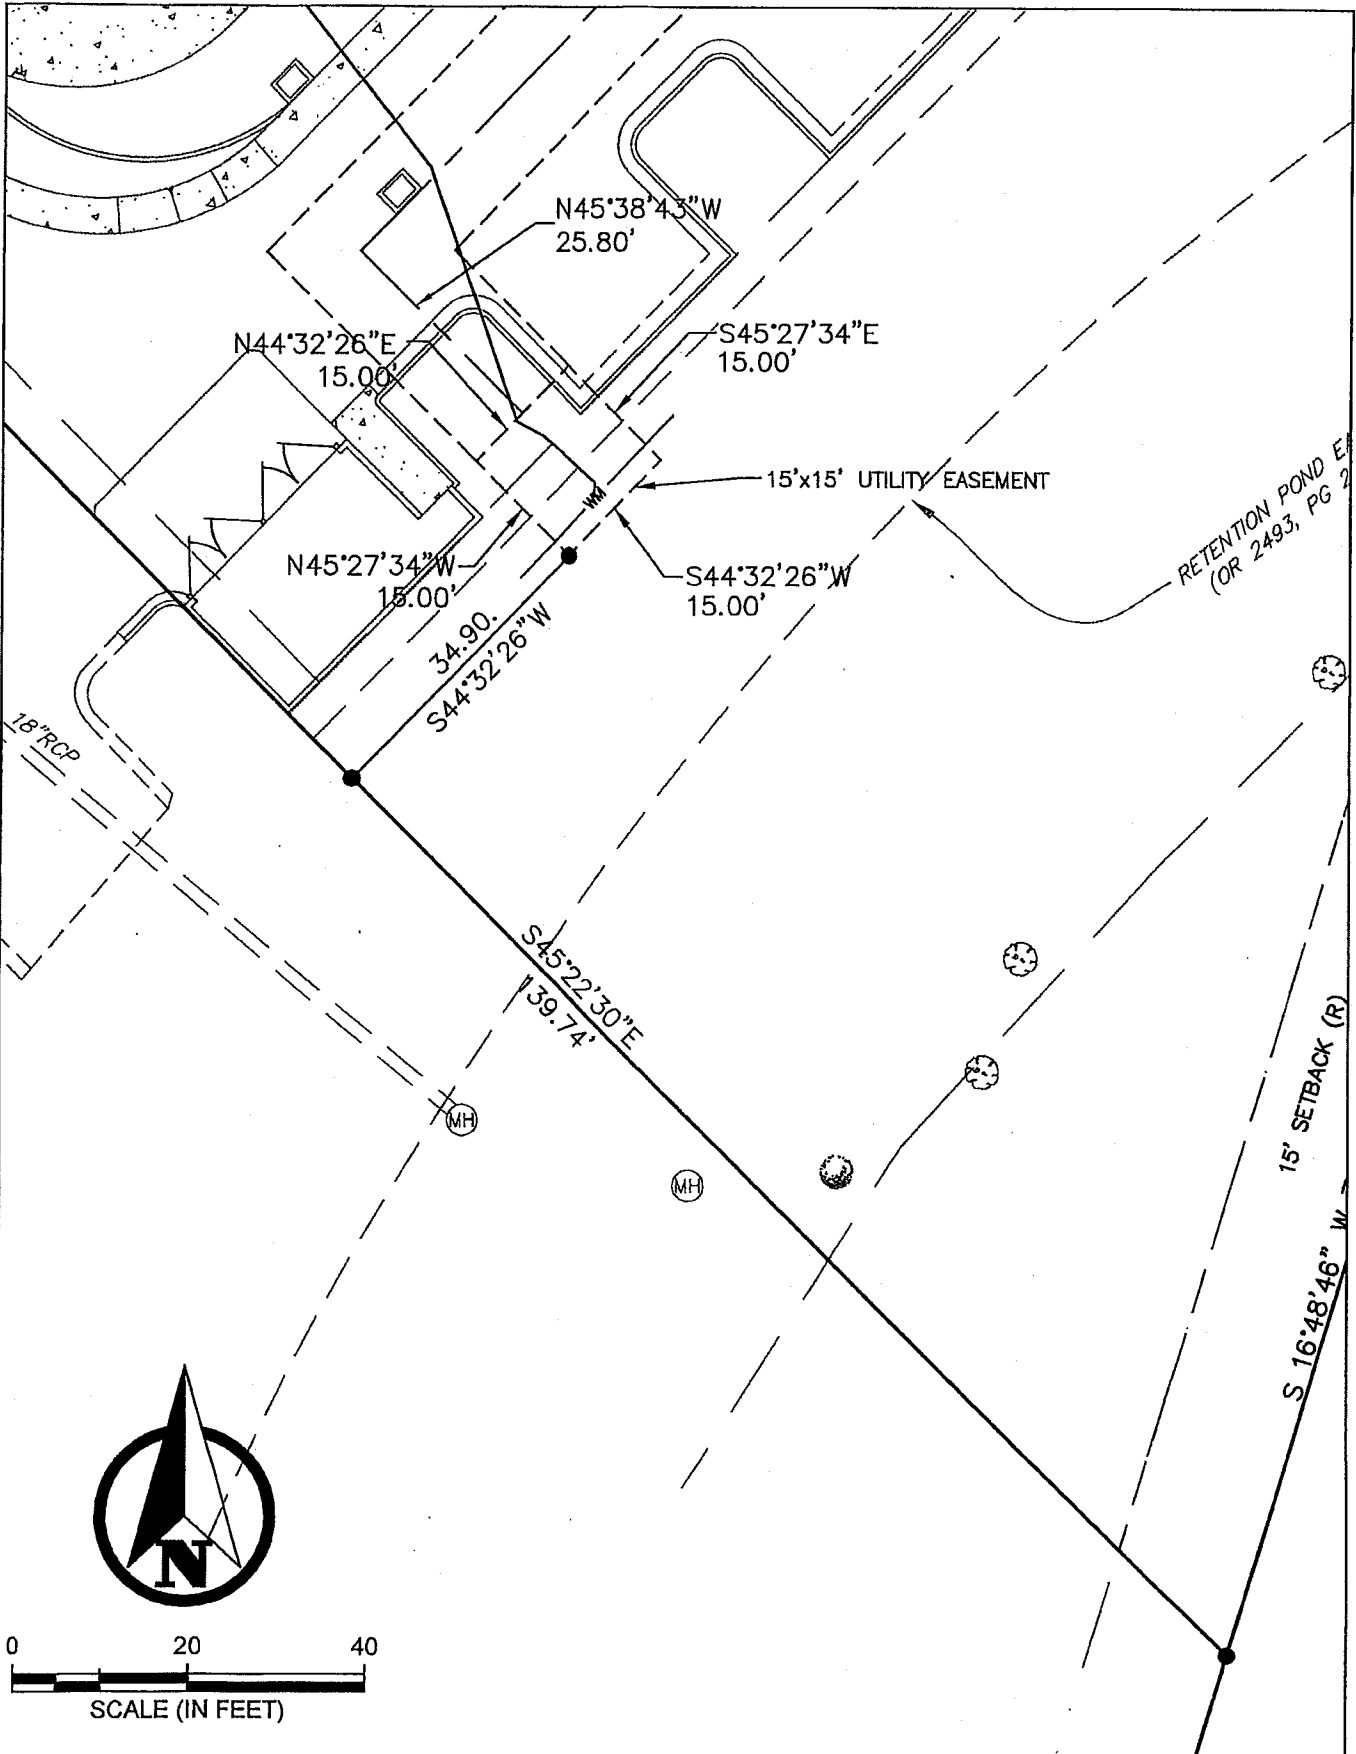 N45°38'43"W
25.80'
N44°32'26"E
15.00'
S45°27'34"E
15.00'
15'x15' UTILITY EASEMENT
WM
RETENTION POND
(OR 2493, PG
N45°27'34"W
15.00'
S44°32'26"W
15.00'
34.90.
S44°32'26"W
18"RCP
S45°22'30"E
139.74'
MH
MH
15' SETBACK (R)
S 16°48'46" W
N
0 20 40
SCALE (IN FEET)